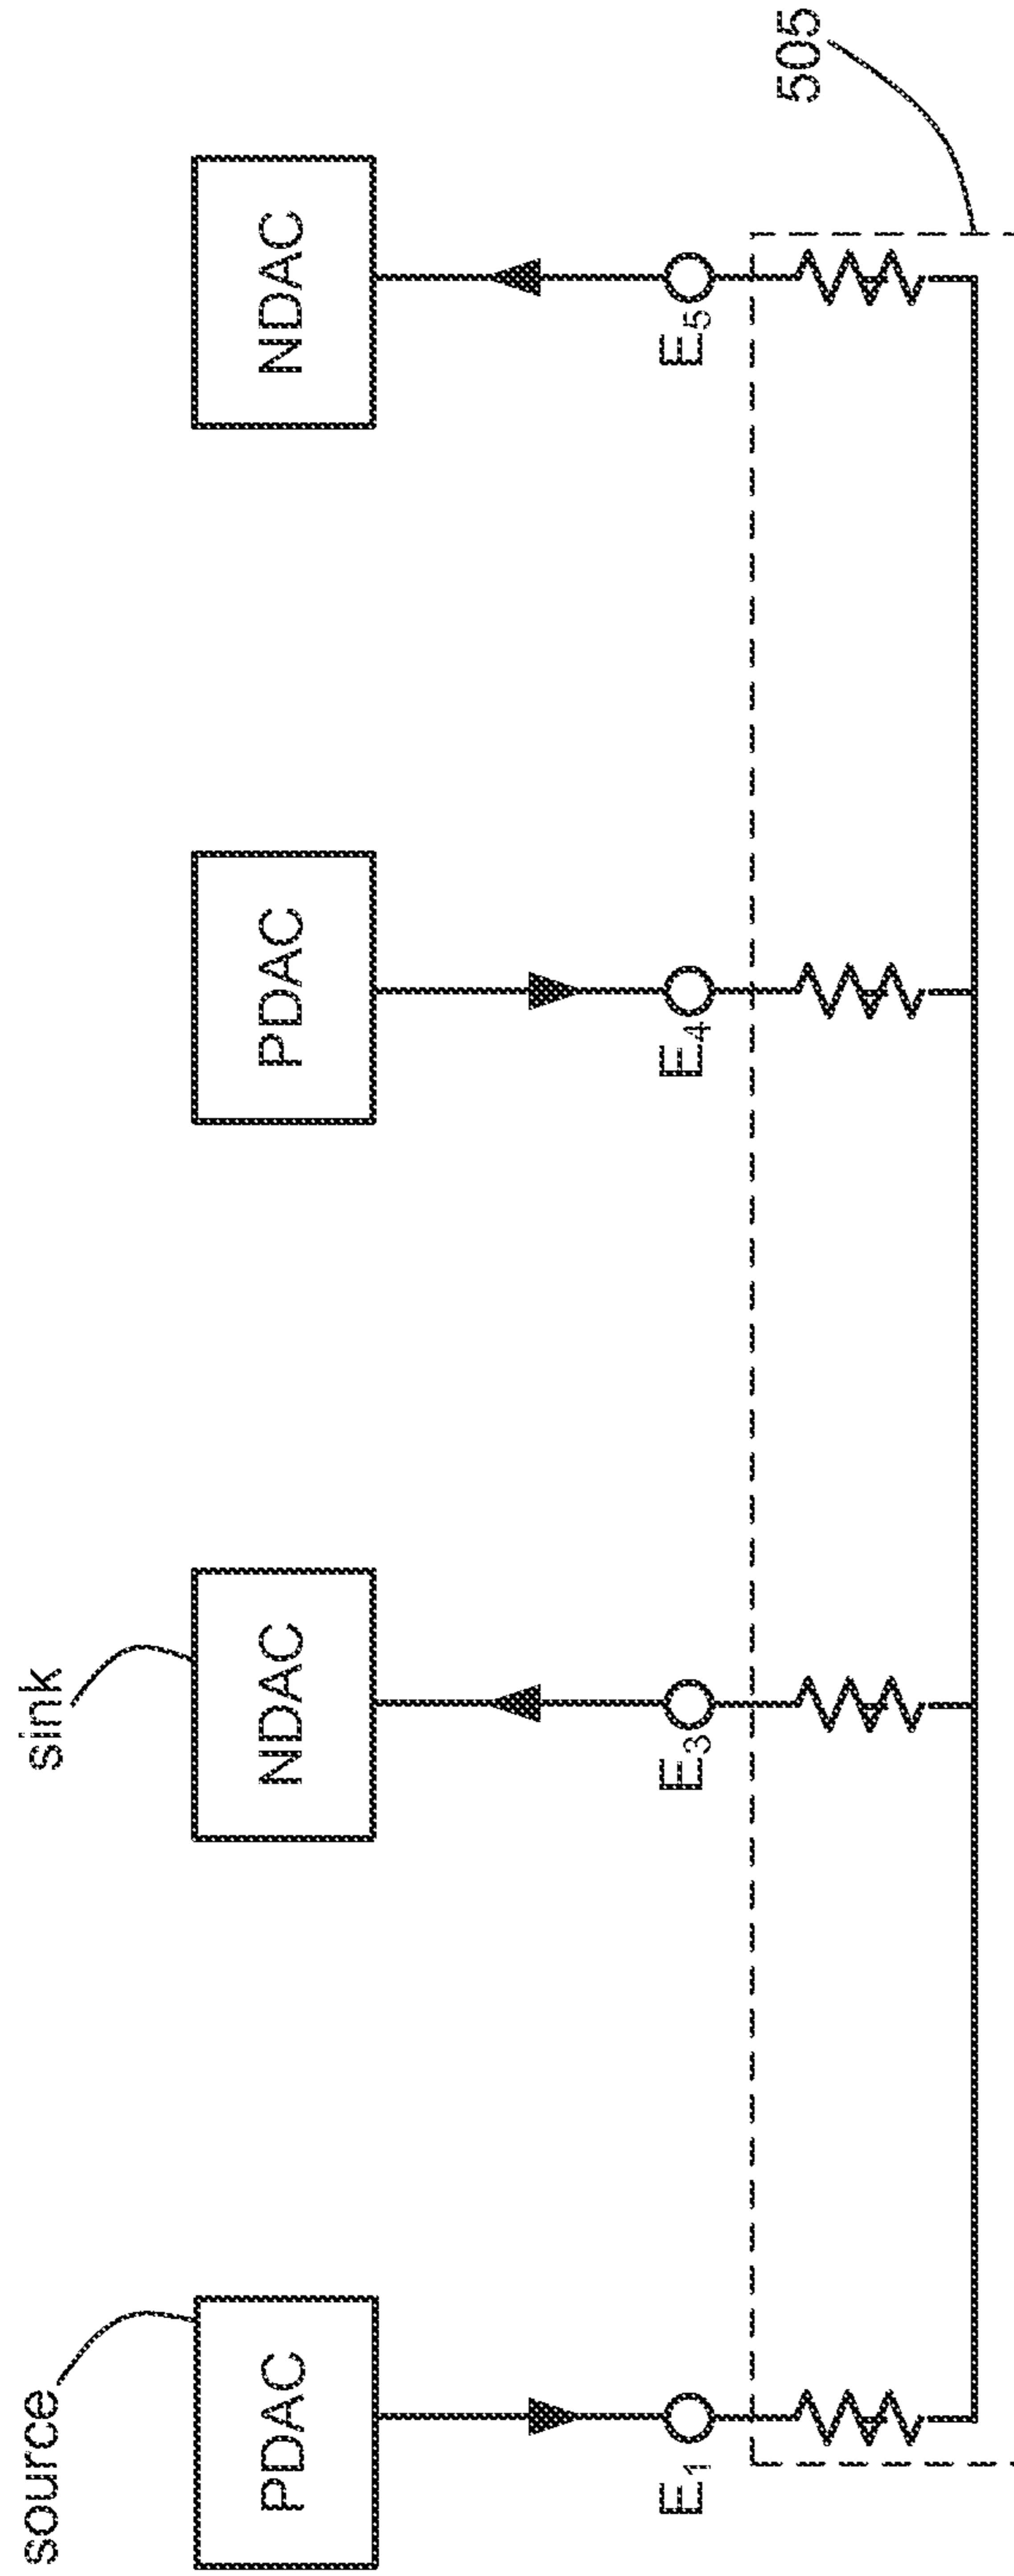 source
sink
PDAC
NDAC
PDAC
NDAC
E₁
E₃
E₄
E₅
505